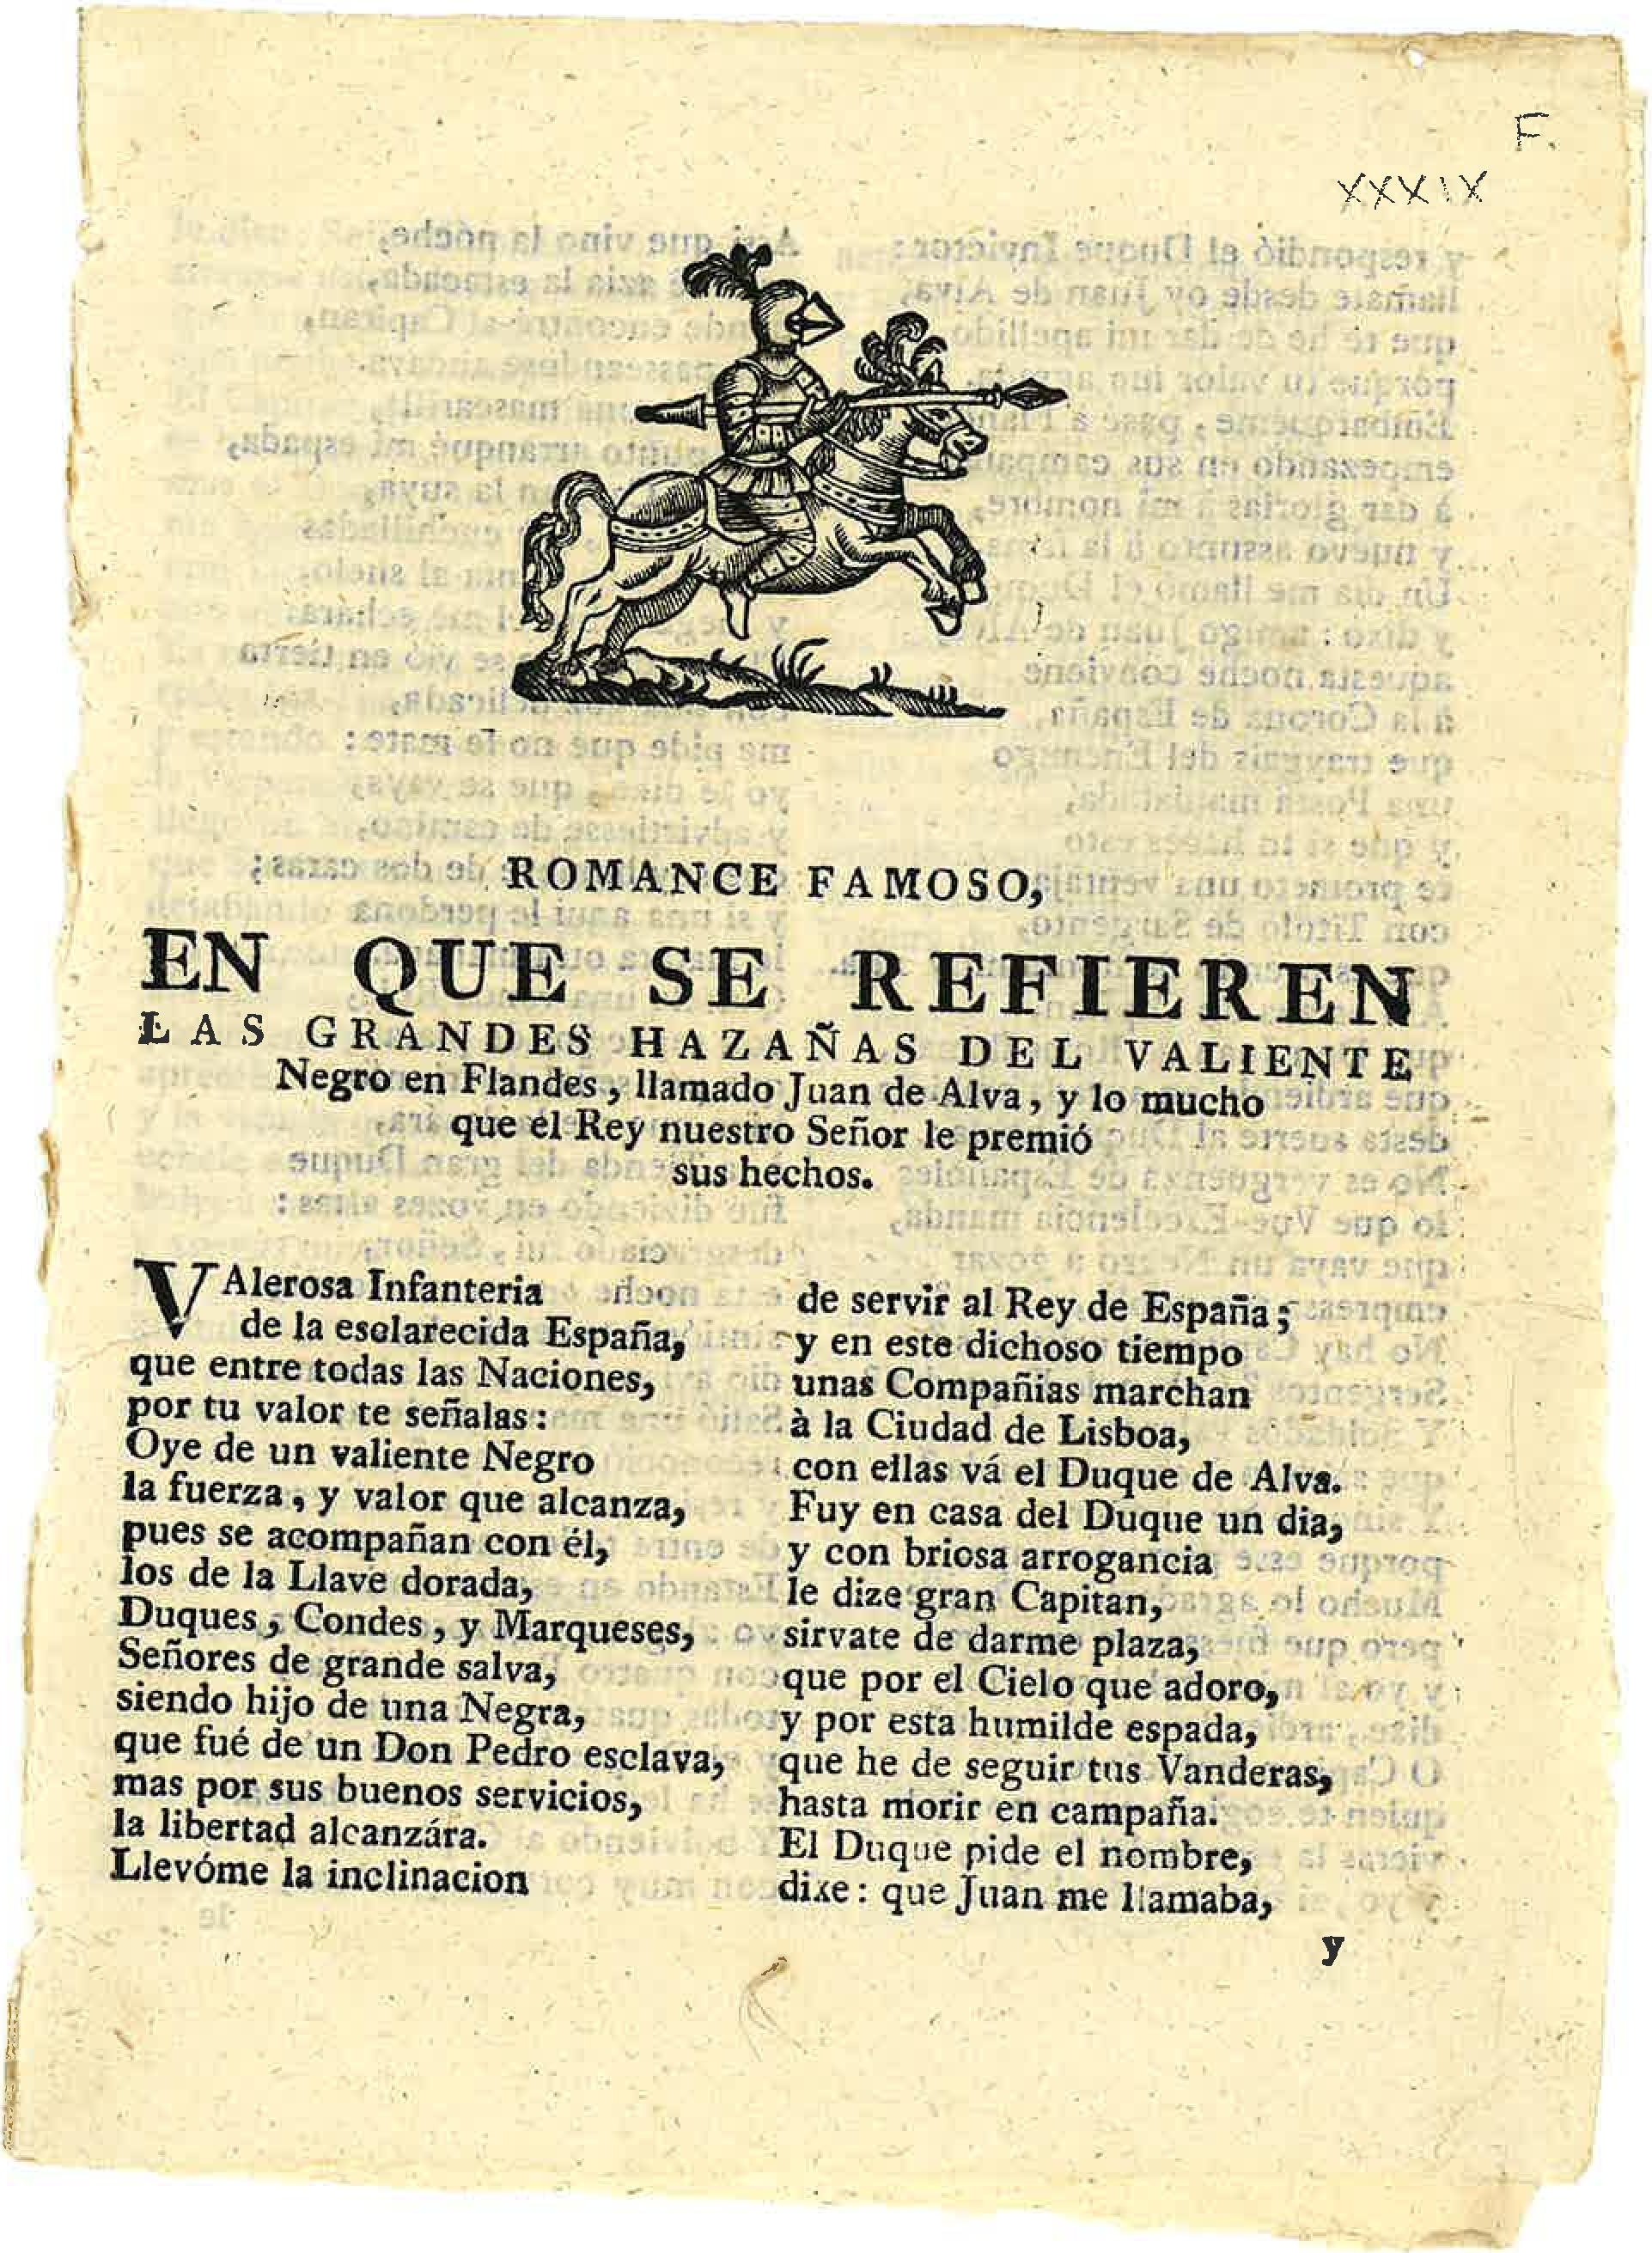 F.
XXXIX
ROMANCE FAMOSO,
EN QUE SE REFIEREN
LAS GRANDES HAZAÑAS DEL VALIENTE
Negro en Flandes, llamado Juan de Alva, y lo mucho
que el Rey nuestro Señor le premió
sus hechos.
VAlerosa Infanteria
de la esclarecida España,
que entre todas las Naciones,
por tu valor te señalas:
Oye de un valiente Negro
la fuerza, y valor que alcanza,
pues se acompañan con él,
los de la Llave dorada,
Duques, Condes, y Marqueses,
Señores de grande salva,
siendo hijo de una Negra,
que fué de un Don Pedro esclava,
mas por sus buenos servicios,
la libertad alcanzára.
Llevóme la inclinacion
de servir al Rey de España;
y en este dichoso tiempo
unas Compañias marchan
à la Ciudad de Lisboa,
con ellas vá el Duque de Alva.
Fuy en casa del Duque un dia,
y con briosa arrogancia
le dize gran Capitan,
sirvate de darme plaza,
que por el Cielo que adoro,
y por esta humilde espada,
que he de seguir tus Vanderas,
hasta morir en campaña.
El Duque pide el nombre,
dixe: que Juan me llamaba,
y